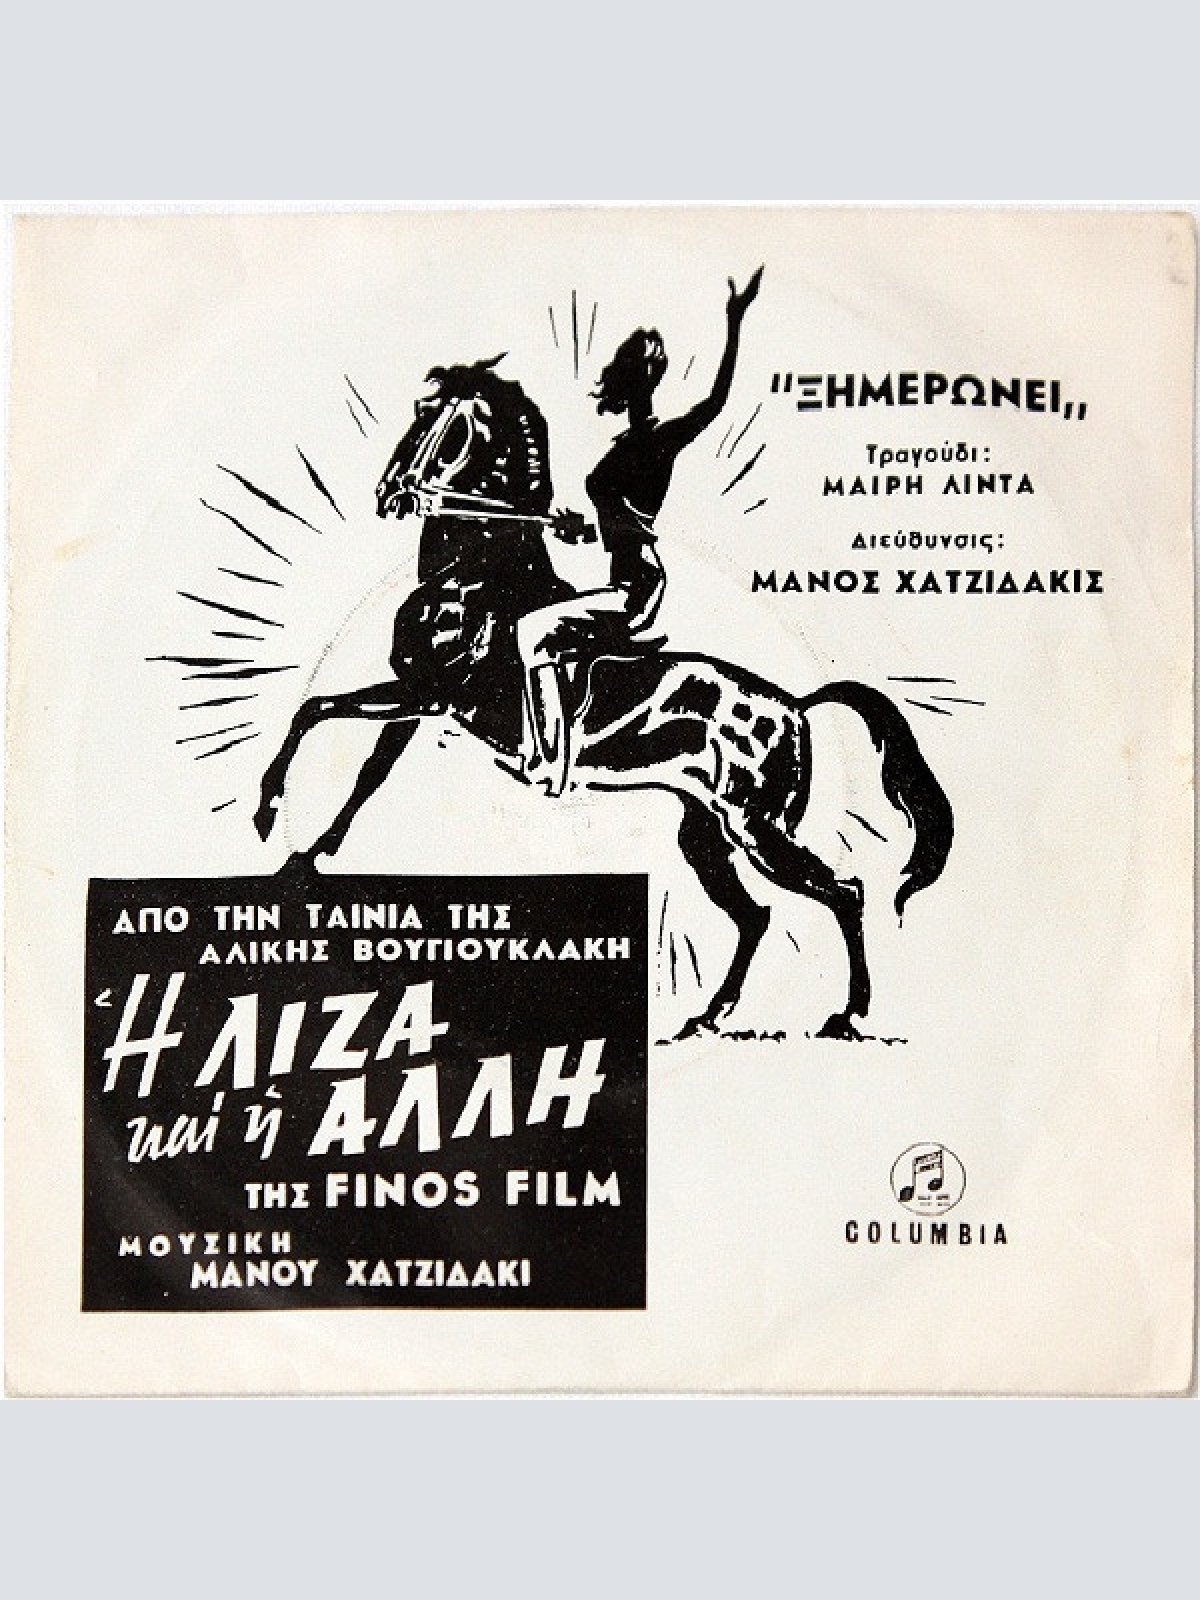 "ΞΗΜΕΡΩΝΕΙ„
Τραγούδι:
ΜΑΙΡΗ ΛΙΝΤΑ
Διεύθυνσις:
ΜΑΝΟΣ ΧΑΤΖΙΔΑΚΙΣ
ΑΠΟ ΤΗΝ ΤΑΙΝΙΑ ΤΗΣ
ΑΛΙΚΗΣ ΒΟΥΓΙΟΥΚΛΑΚΗ
Ἡ ΛΙΖΑ
καί ἡ ΑΛΛΗ
ΤΗΣ FINOS FILM
ΜΟΥΣΙΚΗ
ΜΑΝΟΥ ΧΑΤΖΙΔΑΚΙ
COLUMBIA